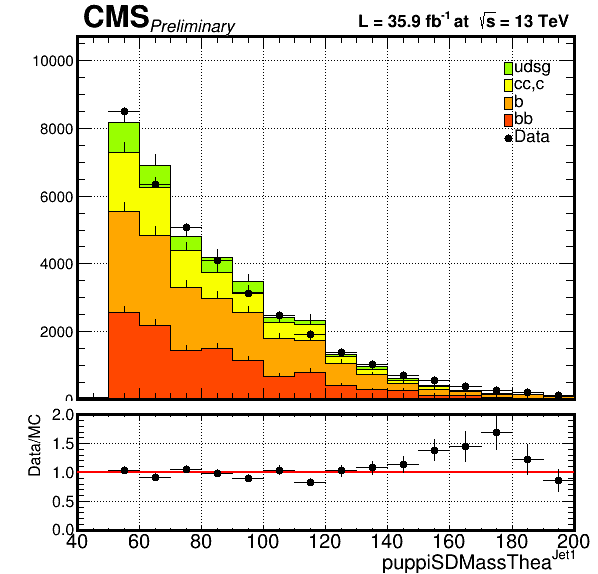 CMS Preliminary L = 35.9 fb⁻¹ at √s = 13 TeV
10000
8000
6000
4000
2000
0
udsg
cc,c
b
bb
Data
Data/MC
2.0
1.5
1.0
0.5
0.0
40 60 80 100 120 140 160 180 200
puppiSDMassThea Jet1